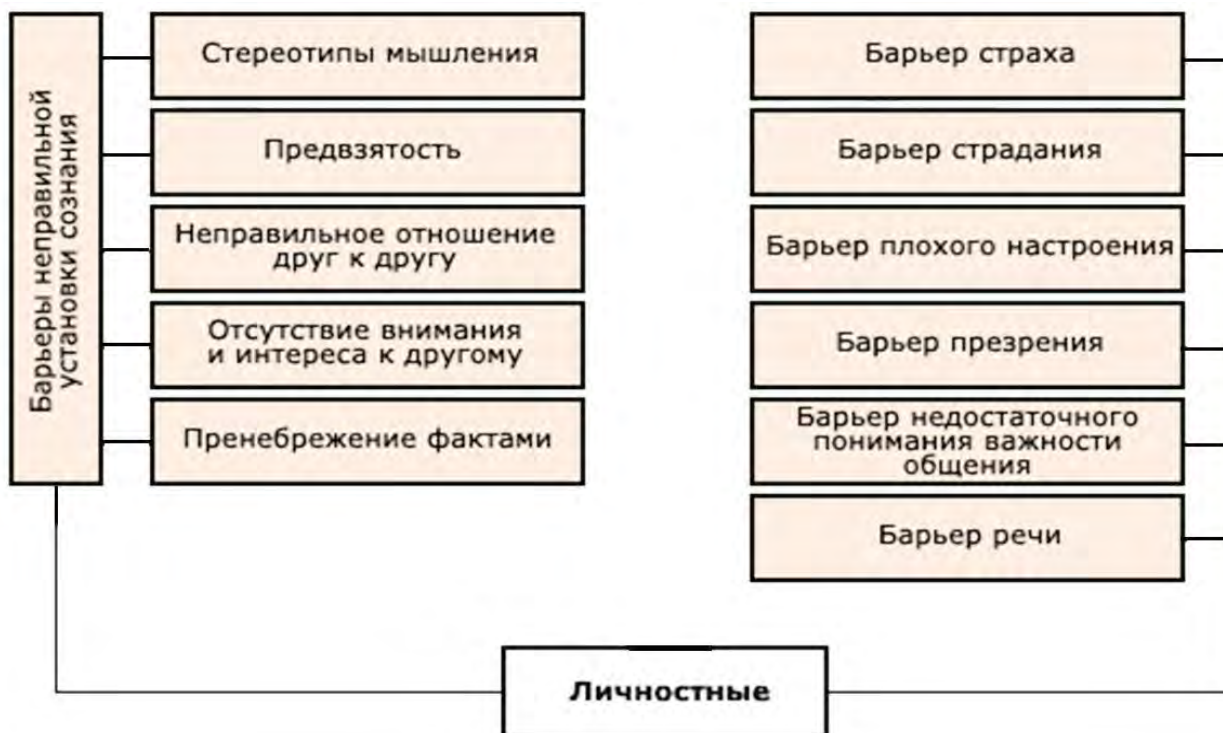 Барьеры неправильной
установки сознания
Стереотипы мышления
Предвзятость
Неправильное отношение
друг к другу
Отсутствие внимания
и интереса к другому
Пренебрежение фактами
Барьер страха
Барьер страдания
Барьер плохого настроения
Барьер презрения
Барьер недостаточного
понимания важности
общения
Барьер речи
Личностные